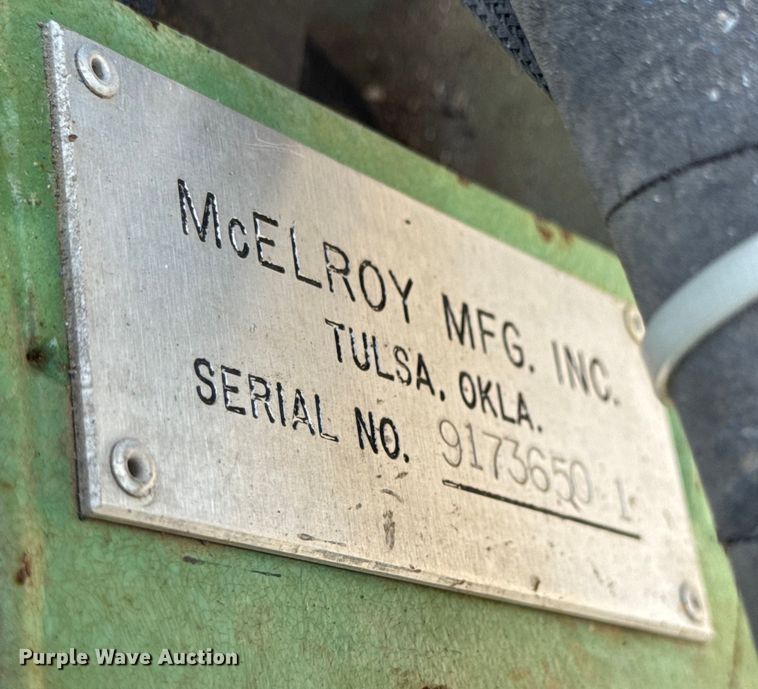 McELROY MFG. INC.
TULSA, OKLA.
SERIAL NO. 9173650 1
Purple Wave Auction